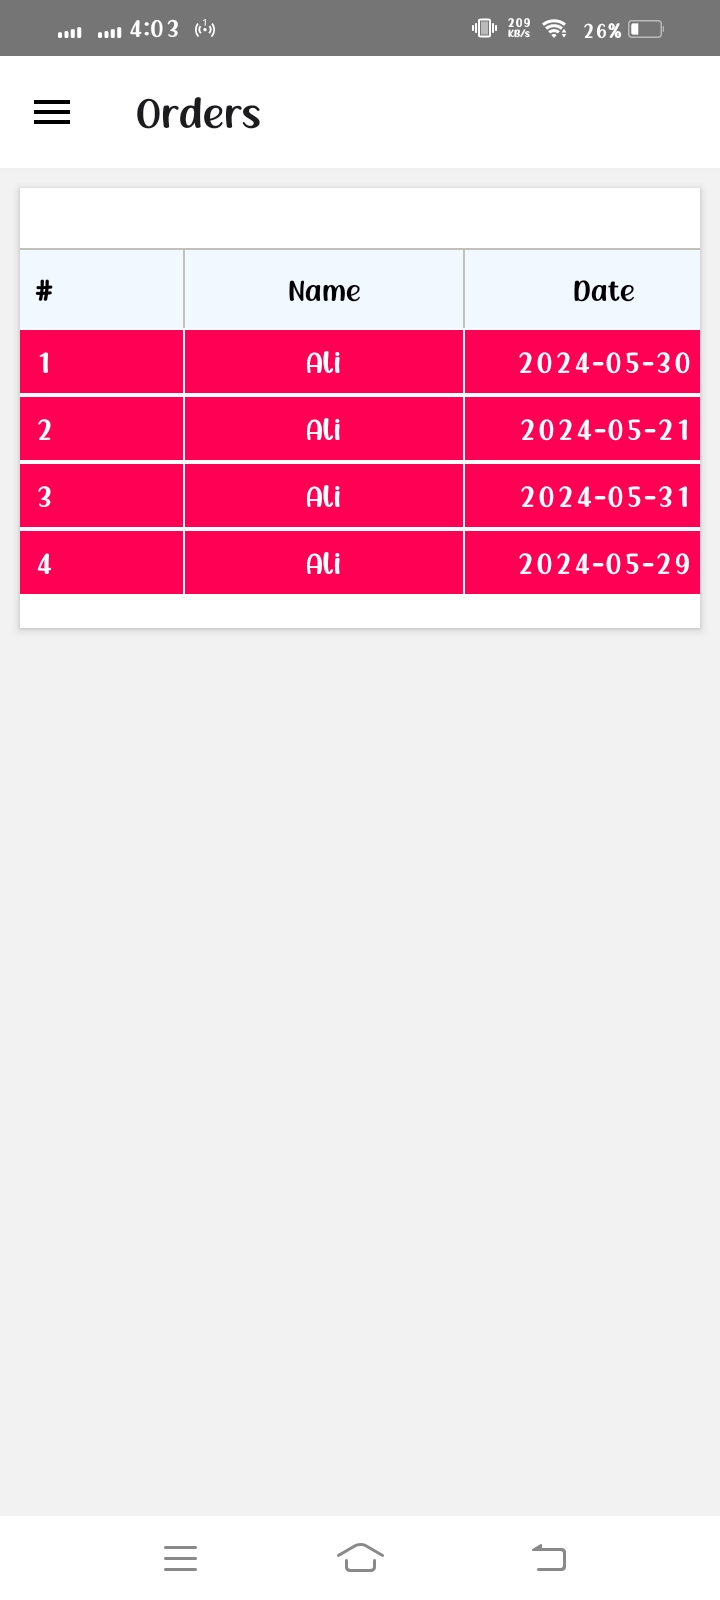 4:03 209 KB/s 26%
Orders
# Name Date
1 Ali 2024-05-30
2 Ali 2024-05-21
3 Ali 2024-05-31
4 Ali 2024-05-29